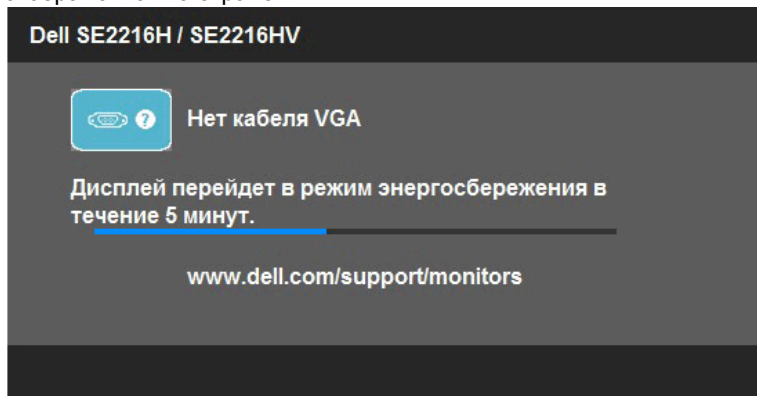 Dell SE2216H / SE2216HV
?
Нет кабеля VGA
Дисплей перейдет в режим энергосбережения в
течение 5 минут.
www.dell.com/support/monitors